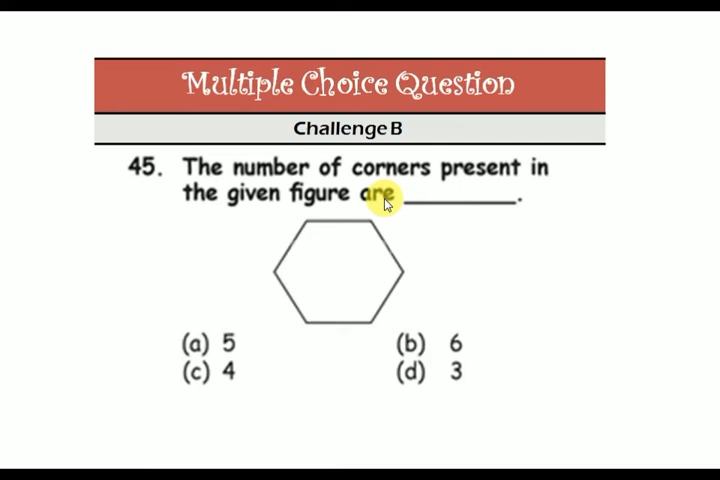 Multiple Choice Question
Challenge B
45. The number of corners present in
the given figure are __________.
(a) 5 (b) 6
(c) 4 (d) 3